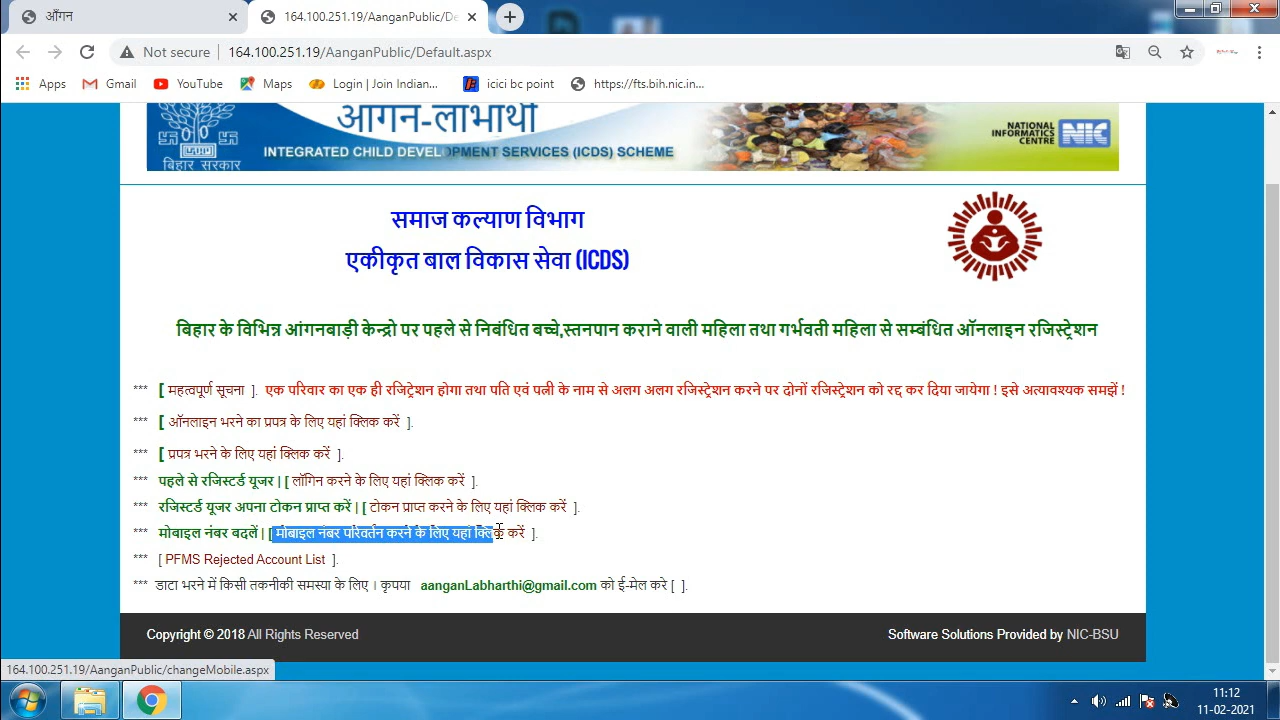 आँगन
164.100.251.19/AanganPublic/De
Not secure
164.100.251.19/AanganPublic/Default.aspx
Apps
Gmail
YouTube
Maps
Login | Join Indian...
icici bc point
https://fts.bih.nic.in...
आंगन-लाभार्थी
बिहार सरकार
INTEGRATED CHILD DEVELOPMENT SERVICES (ICDS) SCHEME
NATIONAL
INFORMATICS
CENTRE
NIC
समाज कल्याण विभाग
एकीकृत बाल विकास सेवा (ICDS)
बिहार के विभिन्न आंगनबाड़ी केन्द्रो पर पहले से निबंधित बच्चे,स्तनपान कराने वाली महिला तथा गर्भवती महिला से सम्बंधित ऑनलाइन रजिस्ट्रेशन
*** [ महत्वपूर्ण सूचना ]. एक परिवार का एक ही रजिट्रेशन होगा तथा पति एवं पत्नी के नाम से अलग अलग रजिस्ट्रेशन करने पर दोनों रजिस्ट्रेशन को रद्द कर दिया जायेगा ! इसे अत्यावश्यक समझें !
*** [ ऑनलाइन भरने का प्रपत्र के लिए यहां क्लिक करें ].
*** [ प्रपत्र भरने के लिए यहां क्लिक करें ].
*** पहले से रजिस्टर्ड यूजर | [ लॉगिन करने के लिए यहां क्लिक करें ].
*** रजिस्टर्ड यूजर अपना टोकन प्राप्त करें | [ टोकन प्राप्त करने के लिए यहां क्लिक करें ].
*** मोबाइल नंबर बदलें | [ मोबाइल नंबर परिवर्तन करने के लिए यहां क्लिक करें ].
*** [ PFMS Rejected Account List ].
*** डाटा भरने में किसी तकनीकी समस्या के लिए । कृपया aanganLabharthi@gmail.com को ई-मेल करे [ ].
Copyright © 2018 All Rights Reserved
Software Solutions Provided by NIC-BSU
164.100.251.19/AanganPublic/changeMobile.aspx
11:12
11-02-2021